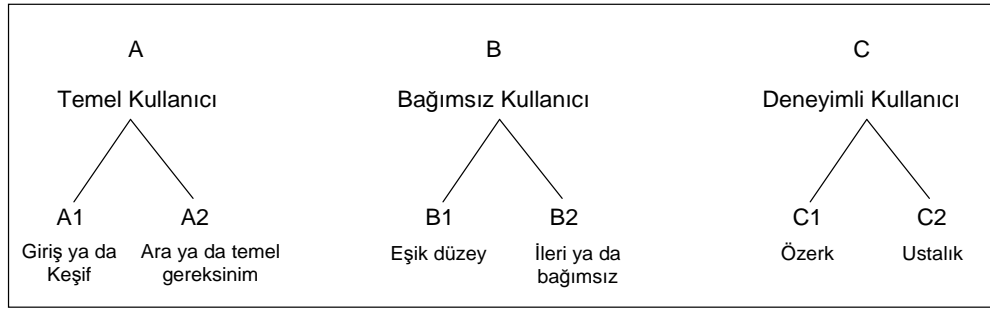 A B C
Temel Kullanıcı Bağımsız Kullanıcı Deneyimli Kullanıcı
A1 A2 B1 B2 C1 C2
Giriş ya da Ara ya da temel Eşik düzey İleri ya da Özerk Ustalık
Keşif gereksinim bağımsız